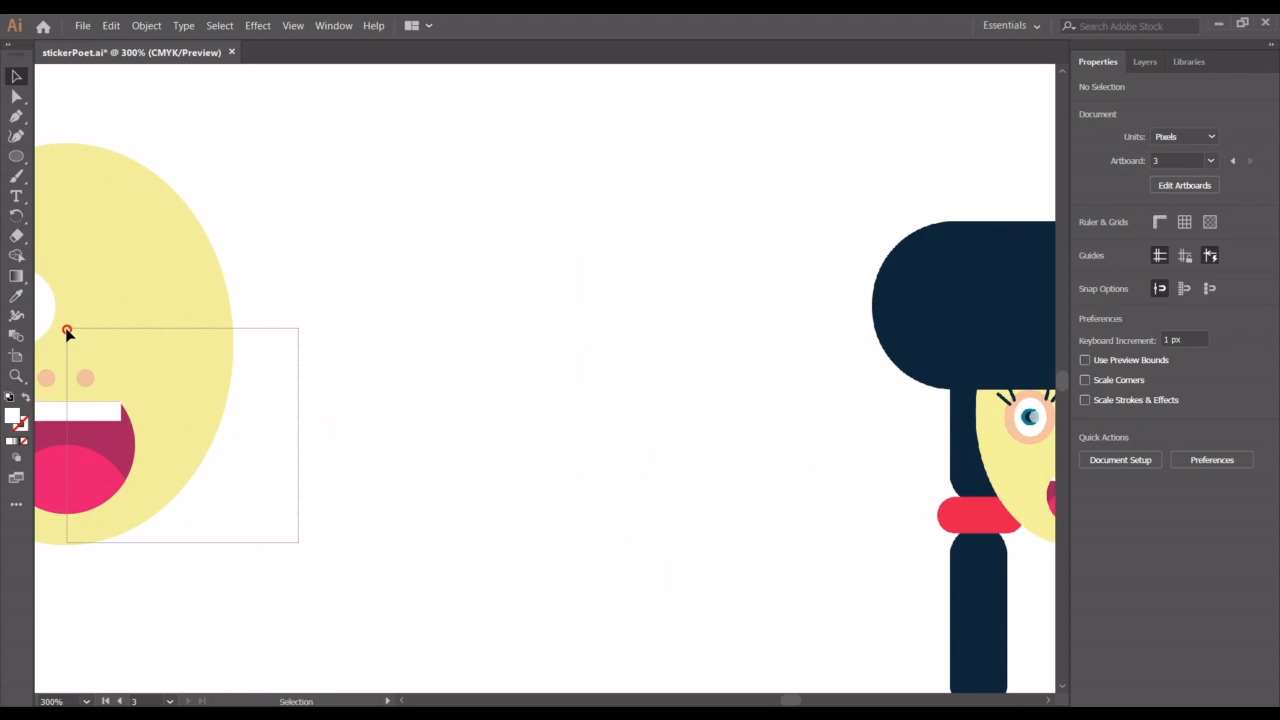 Ai File Edit Object Type Select Effect View Window Help Essentials Search Adobe Stock
stickerPoet.ai* @ 300% (CMYK/Preview) ×
Properties Layers Libraries
No Selection
Document
Units: Pixels
Artboard: 3
Edit Artboards
Ruler & Grids
Guides
Snap Options
Preferences
Keyboard Increment: 1 px
Use Preview Bounds
Scale Corners
Scale Strokes & Effects
Quick Actions
Document Setup Preferences
300% 3 Selection